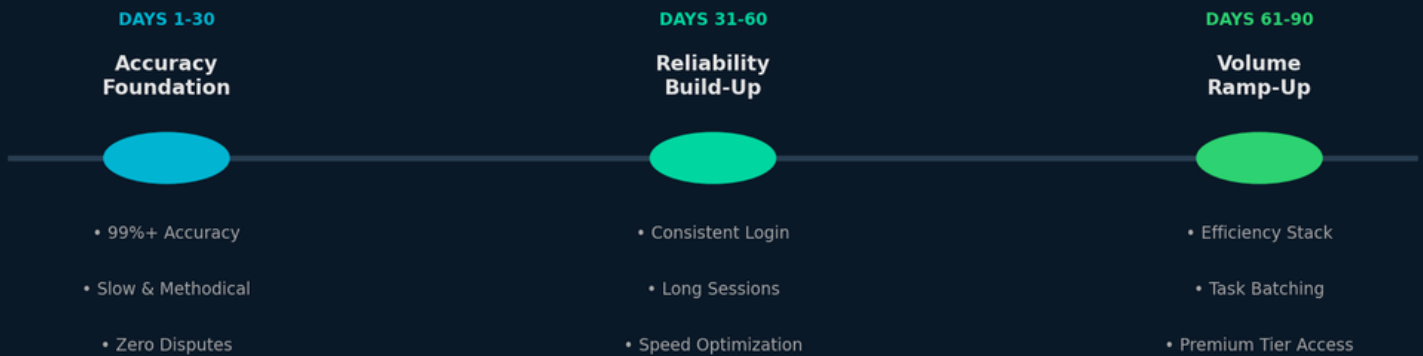 DAYS 1-30
Accuracy
Foundation
• 99%+ Accuracy
• Slow & Methodical
• Zero Disputes
DAYS 31-60
Reliability
Build-Up
• Consistent Login
• Long Sessions
• Speed Optimization
DAYS 61-90
Volume
Ramp-Up
• Efficiency Stack
• Task Batching
• Premium Tier Access